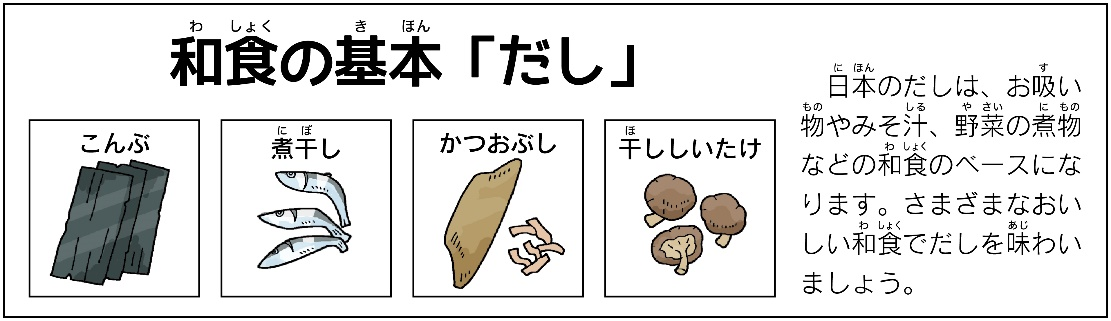 和食の基本「だし」
こんぶ
煮干し
かつおぶし
干ししいたけ
日本のだしは、お吸い
物やみそ汁、野菜の煮物
などの和食のベースにな
ります。さまざまなおい
しい和食でだしを味わい
ましょう。